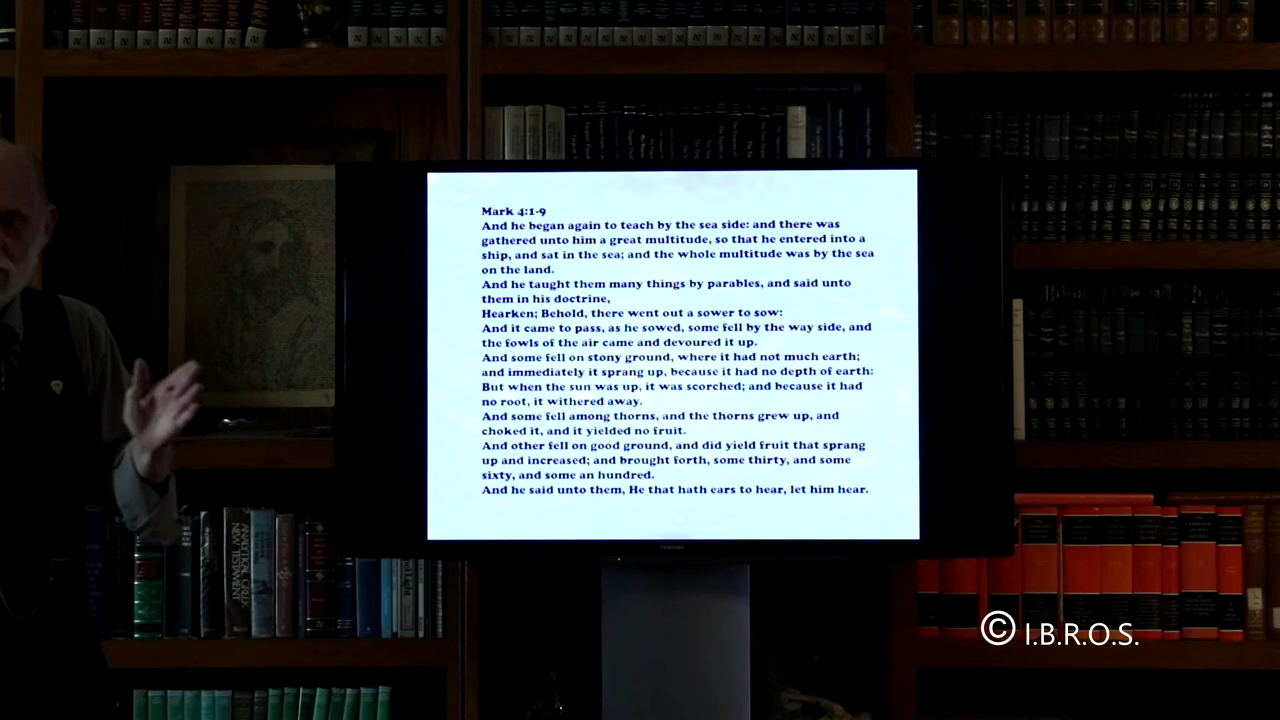 Mark 4:1-9
And he began again to teach by the sea side: and there was
gathered unto him a great multitude, so that he entered into a
ship, and sat in the sea; and the whole multitude was by the sea
on the land.
And he taught them many things by parables, and said unto
them in his doctrine,
Hearken; Behold, there went out a sower to sow:
And it came to pass, as he sowed, some fell by the way side, and
the fowls of the air came and devoured it up.
And some fell on stony ground, where it had not much earth;
and immediately it sprang up, because it had no depth of earth:
But when the sun was up, it was scorched; and because it had
no root, it withered away.
And some fell among thorns, and the thorns grew up, and
choked it, and it yielded no fruit.
And other fell on good ground, and did yield fruit that sprang
up and increased; and brought forth, some thirty, and some
sixty, and some an hundred.
And he said unto them, He that hath ears to hear, let him hear.
TOSHIBA
ANALYTICAL GREEK
NEW TESTAMENT
© I.B.R.O.S.